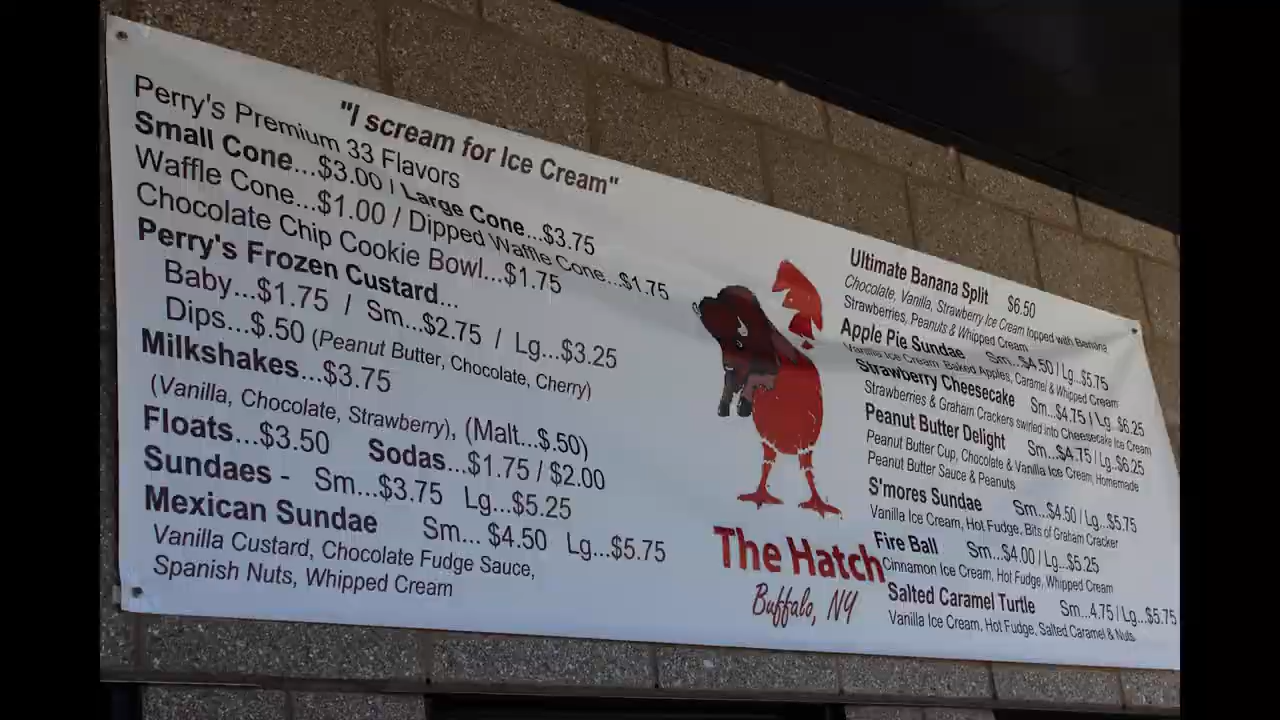 "I scream for Ice Cream"
Perry's Premium 33 Flavors
Small Cone...$3.00 / Large Cone...$3.75
Waffle Cone...$1.00 / Dipped Waffle Cone...$1.75
Chocolate Chip Cookie Bowl...$1.75
Perry's Frozen Custard...
Baby...$1.75 / Sm...$2.75 / Lg...$3.25
Dips...$.50 (Peanut Butter, Chocolate, Cherry)
Milkshakes...$3.75
(Vanilla, Chocolate, Strawberry), (Malt...$.50)
Floats...$3.50 Sodas...$1.75 / $2.00
Sundaes - Sm...$3.75 Lg...$5.25
Mexican Sundae Sm... $4.50 Lg...$5.75
Vanilla Custard, Chocolate Fudge Sauce,
Spanish Nuts, Whipped Cream
The Hatch
Buffalo, NY
Ultimate Banana Split $6.50
Chocolate, Vanilla, Strawberry Ice Cream topped with Banana
Strawberries, Peanuts & Whipped Cream
Apple Pie Sundae Sm...$4.50 / Lg...$5.75
Vanilla Ice Cream, Baked Apples, Caramel & Whipped Cream
Strawberry Cheesecake Sm...$4.75 / Lg...$6.25
Strawberries & Graham Crackers swirled into Cheesecake Ice Cream
Peanut Butter Delight Sm...$4.75 / Lg...$6.25
Peanut Butter Cup, Chocolate & Vanilla Ice Cream, Homemade
Peanut Butter Sauce & Peanuts
S'mores Sundae Sm...$4.50 / Lg...$5.75
Vanilla Ice Cream, Hot Fudge, Bits of Graham Cracker
Fire Ball Sm...$4.00 / Lg...$5.25
Cinnamon Ice Cream, Hot Fudge, Whipped Cream
Salted Caramel Turtle Sm...4.75 / Lg...$5.75
Vanilla Ice Cream, Hot Fudge, Salted Caramel & Nuts